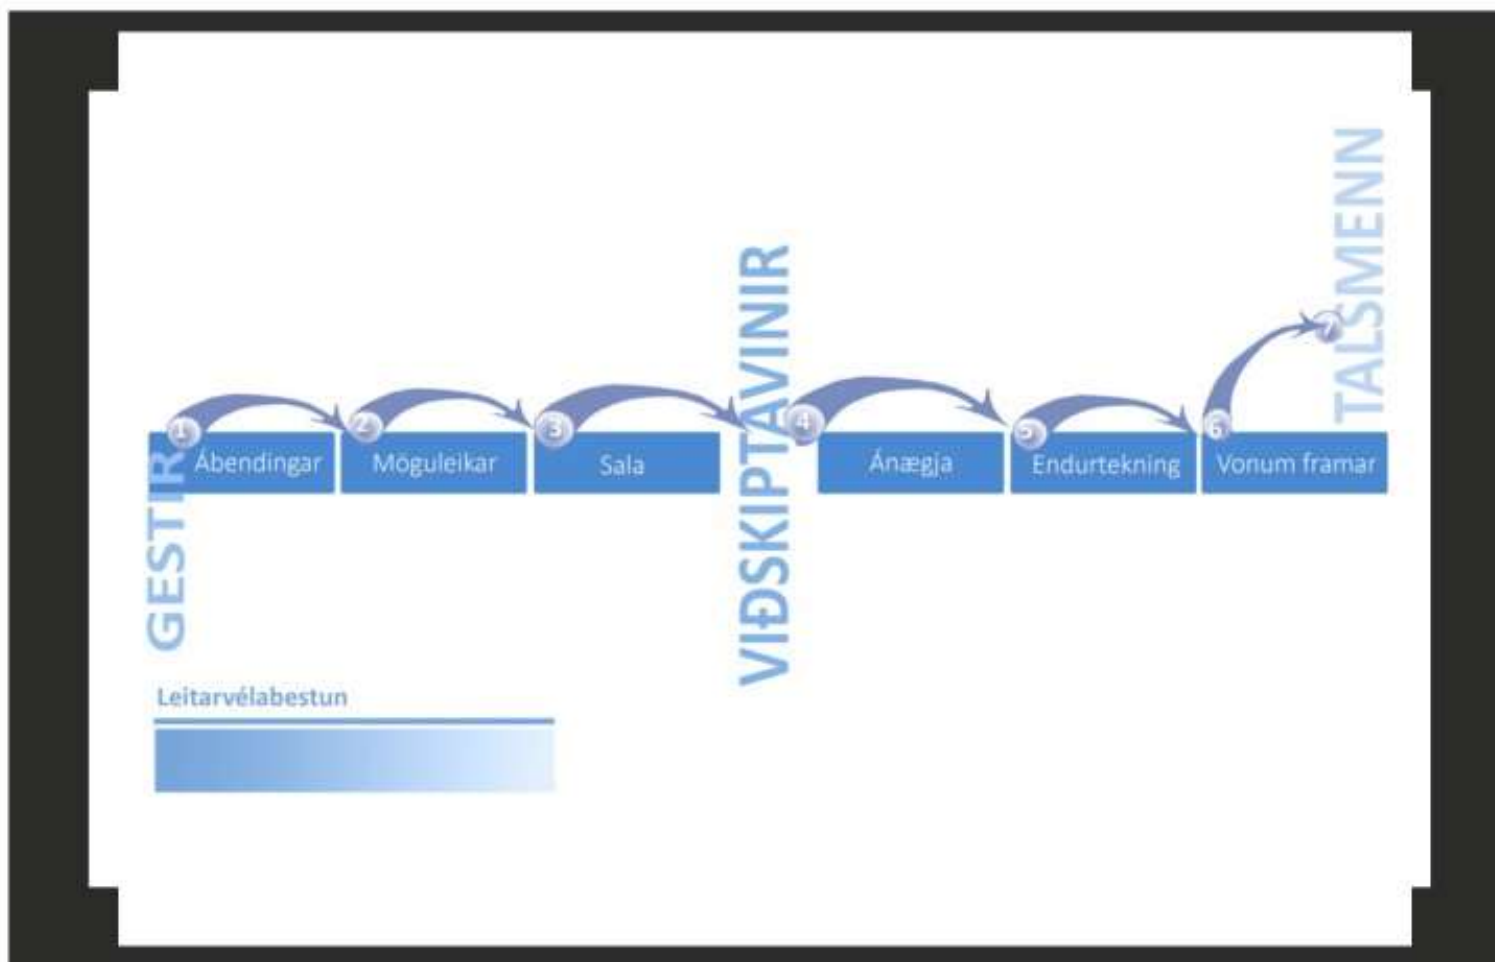 TALSMENN
VIÐSKIPTAVINIR
GESTIR
1
2
3
4
5
6
7
Ábendingar
Möguleikar
Sala
Ánægja
Endurtekning
Vonum framar
Leitarvélabestun